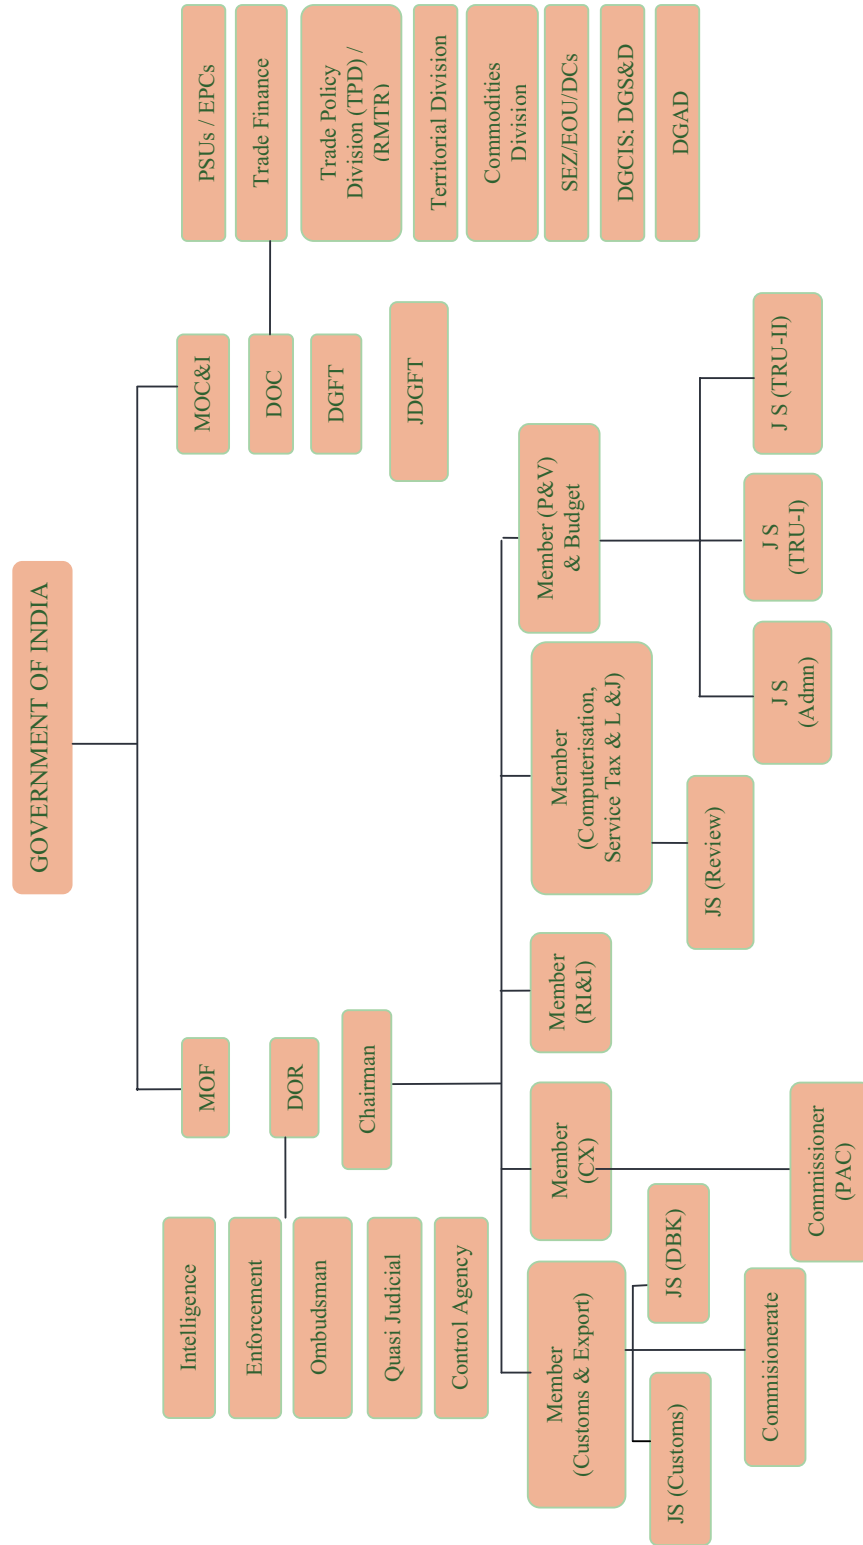 GOVERNMENT OF INDIA
MOF
MOC&I
DOR
DOC
DGFT
JDGFT
Intelligence
Enforcement
Ombudsman
Quasi Judicial
Control Agency
PSUs / EPCs
Trade Finance
Trade Policy
Division (TPD) /
(RMTR)
Territorial Division
Commodities
Division
SEZ/EOU/DCs
DGCIS: DGS&D
DGAD
Chairman
Member
(Customs & Export)
Member
(CX)
Member
(RI&I)
Member
(Computerisation,
Service Tax & L &J)
Member (P&V)
& Budget
JS (Customs)
JS (DBK)
Commisionerate
Commissioner
(PAC)
JS (Review)
J S
(Admn)
J S
(TRU-I)
J S (TRU-II)